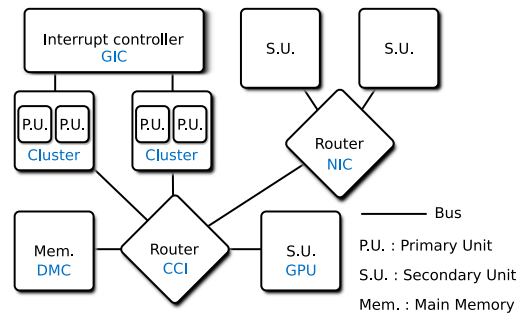 Interrupt controller
GIC
S.U.
S.U.
P.U.
P.U.
Cluster
P.U.
P.U.
Cluster
Router
NIC
Mem.
DMC
Router
CCI
S.U.
GPU
Bus
P.U. : Primary Unit
S.U. : Secondary Unit
Mem. : Main Memory